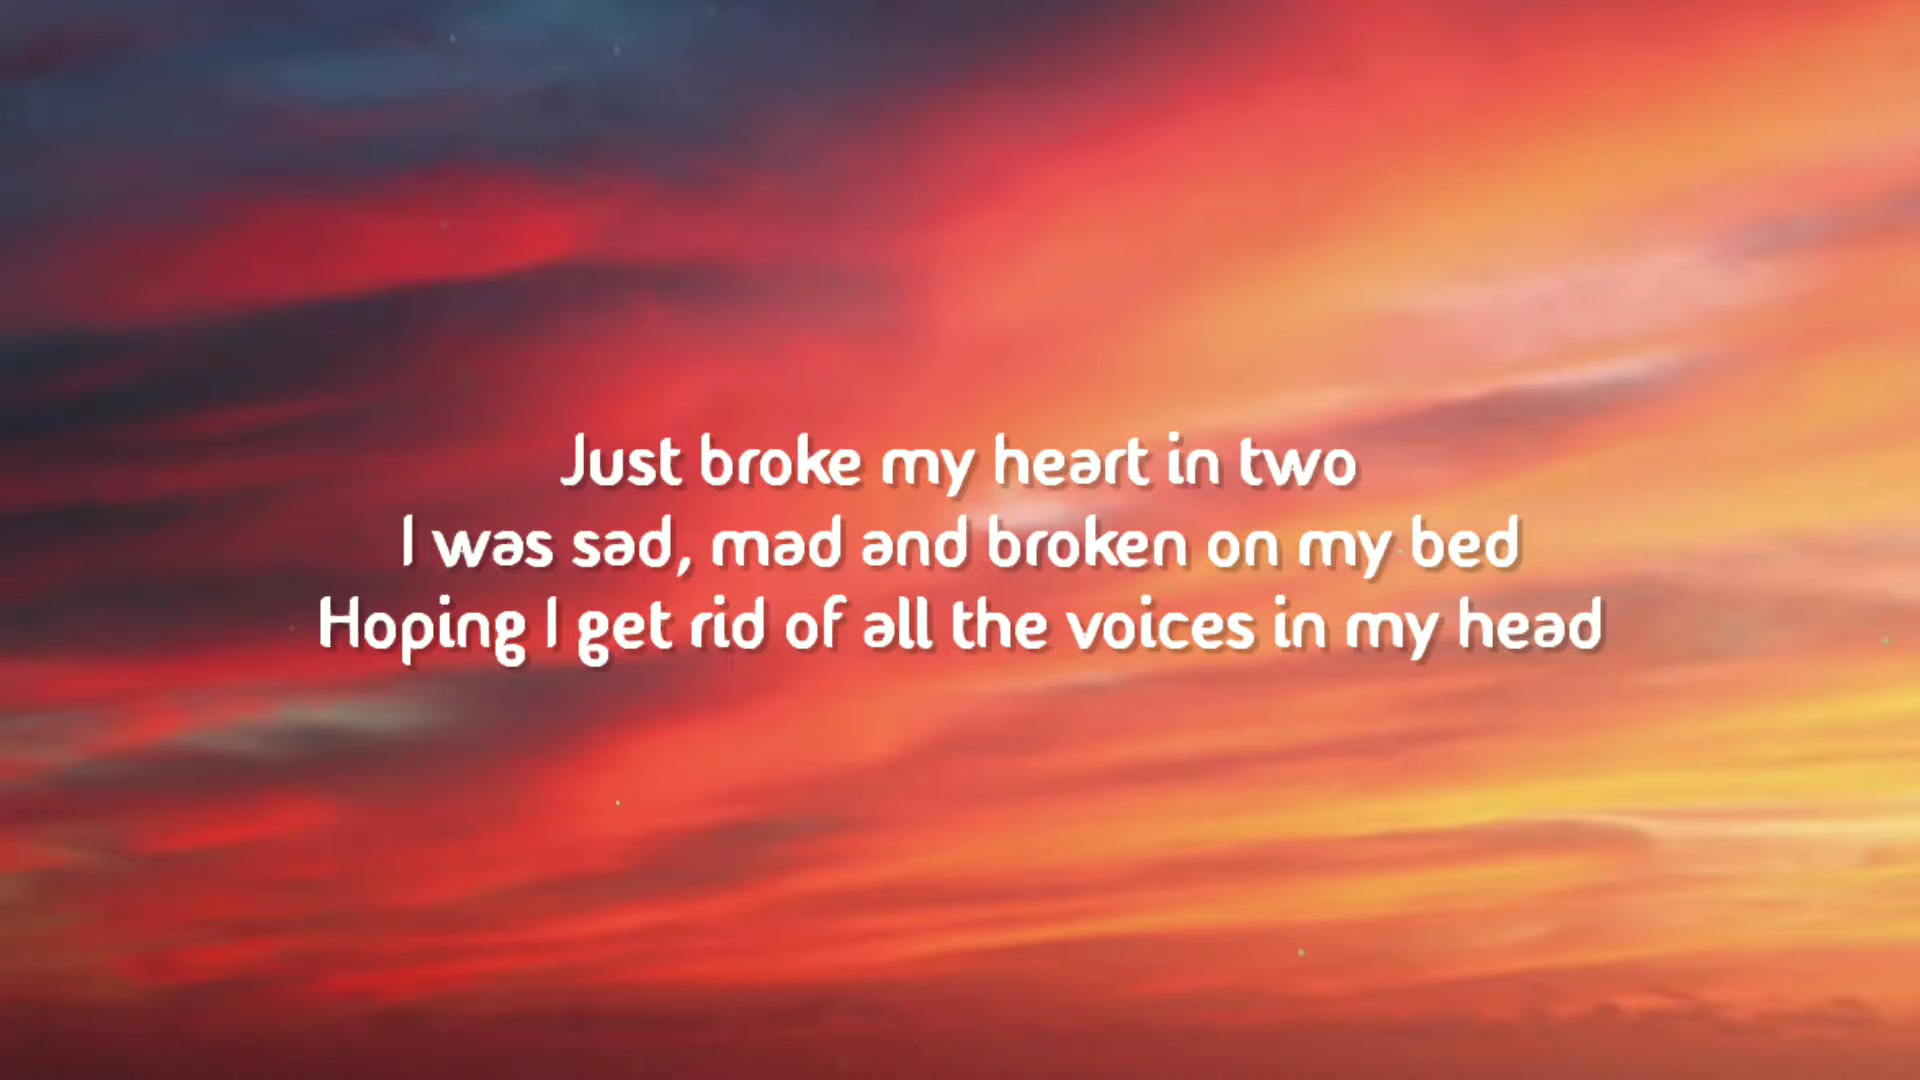 Just broke my heart in two
I was sad, mad and broken on my bed
Hoping I get rid of all the voices in my head